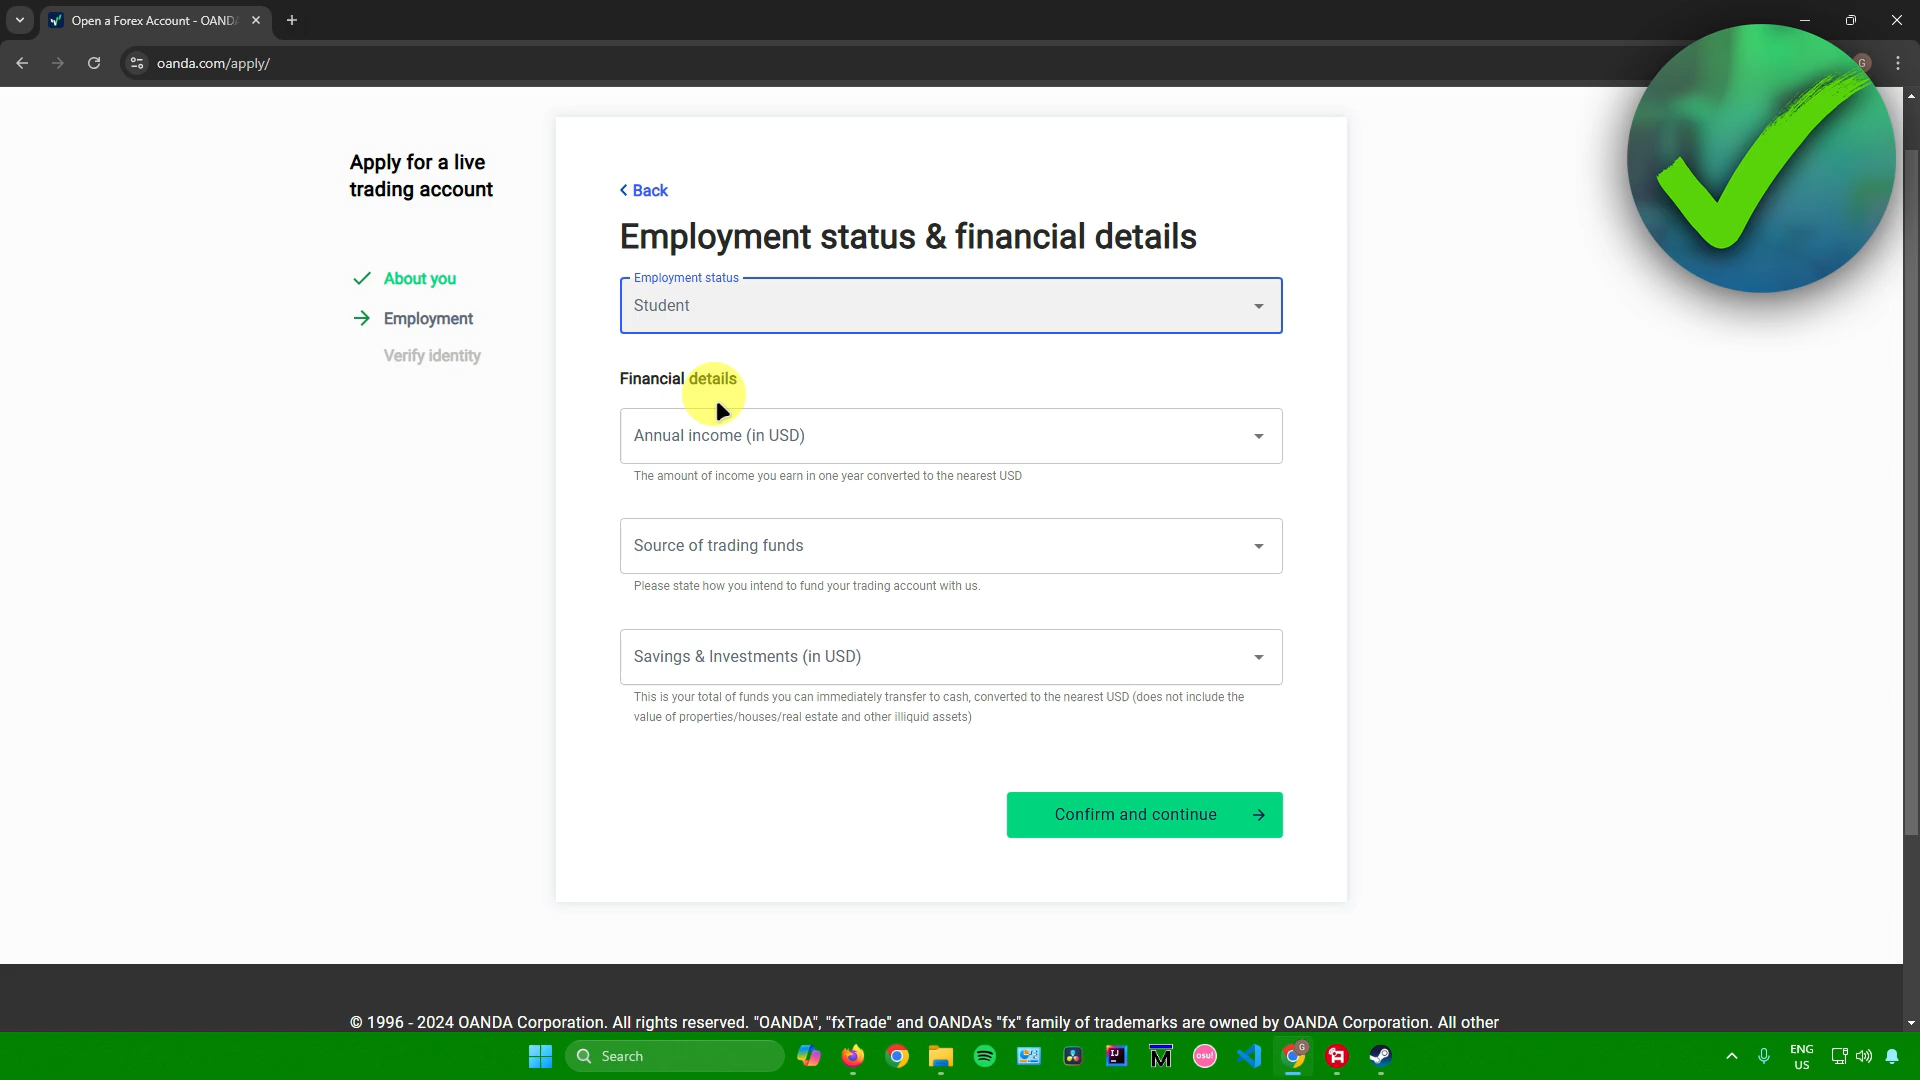 Open a Forex Account - OAND
oanda.com/apply/
G
Apply for a live
trading account
About you
Employment
Verify identity
Back
Employment status & financial details
Employment status
Student
Financial details
Annual income (in USD)
The amount of income you earn in one year converted to the nearest USD
Source of trading funds
Please state how you intend to fund your trading account with us.
Savings & Investments (in USD)
This is your total of funds you can immediately transfer to cash, converted to the nearest USD (does not include the
value of properties/houses/real estate and other illiquid assets)
Confirm and continue
© 1996 - 2024 OANDA Corporation. All rights reserved. "OANDA", "fxTrade" and OANDA's "fx" family of trademarks are owned by OANDA Corporation. All other
Search
IJ
M
osu!
G
ENG
US